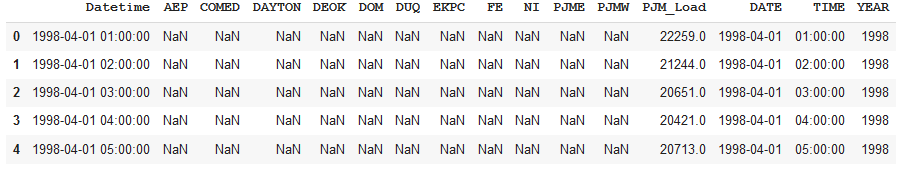 Datetime AEP COMED DAYTON DEOK DOM DUQ EKPC FE NI PJME PJMW PJM_Load DATE TIME YEAR
0 1998-04-01 01:00:00 NaN NaN NaN NaN NaN NaN NaN NaN NaN NaN NaN 22259.0 1998-04-01 01:00:00 1998
1 1998-04-01 02:00:00 NaN NaN NaN NaN NaN NaN NaN NaN NaN NaN NaN 21244.0 1998-04-01 02:00:00 1998
2 1998-04-01 03:00:00 NaN NaN NaN NaN NaN NaN NaN NaN NaN NaN NaN 20651.0 1998-04-01 03:00:00 1998
3 1998-04-01 04:00:00 NaN NaN NaN NaN NaN NaN NaN NaN NaN NaN NaN 20421.0 1998-04-01 04:00:00 1998
4 1998-04-01 05:00:00 NaN NaN NaN NaN NaN NaN NaN NaN NaN NaN NaN 20713.0 1998-04-01 05:00:00 1998